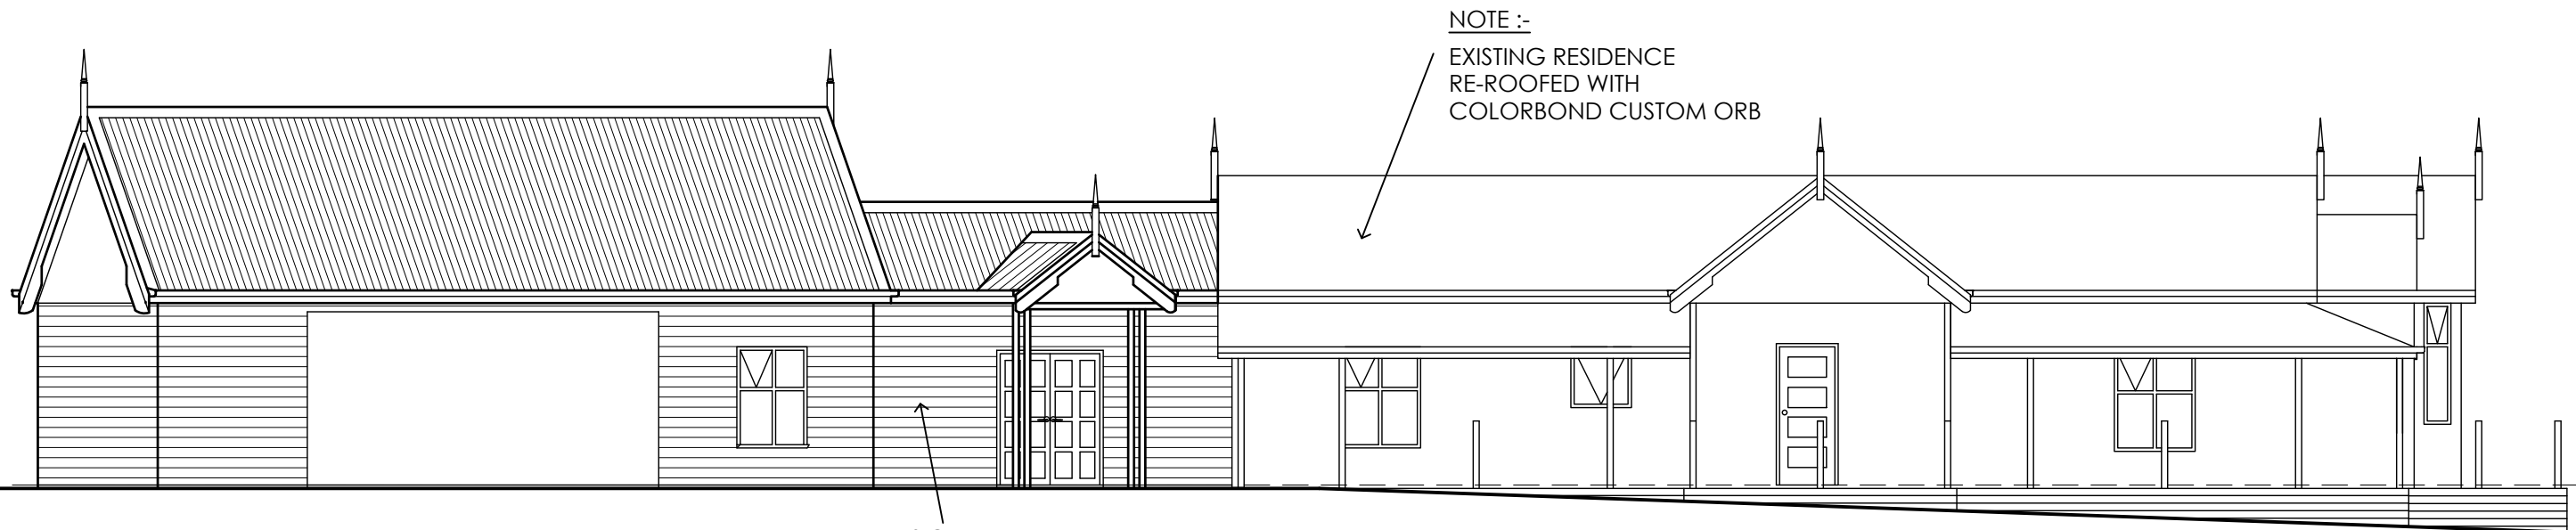 NOTE :-
EXISTING RESIDENCE
RE-ROOFED WITH
COLORBOND CUSTOM ORB